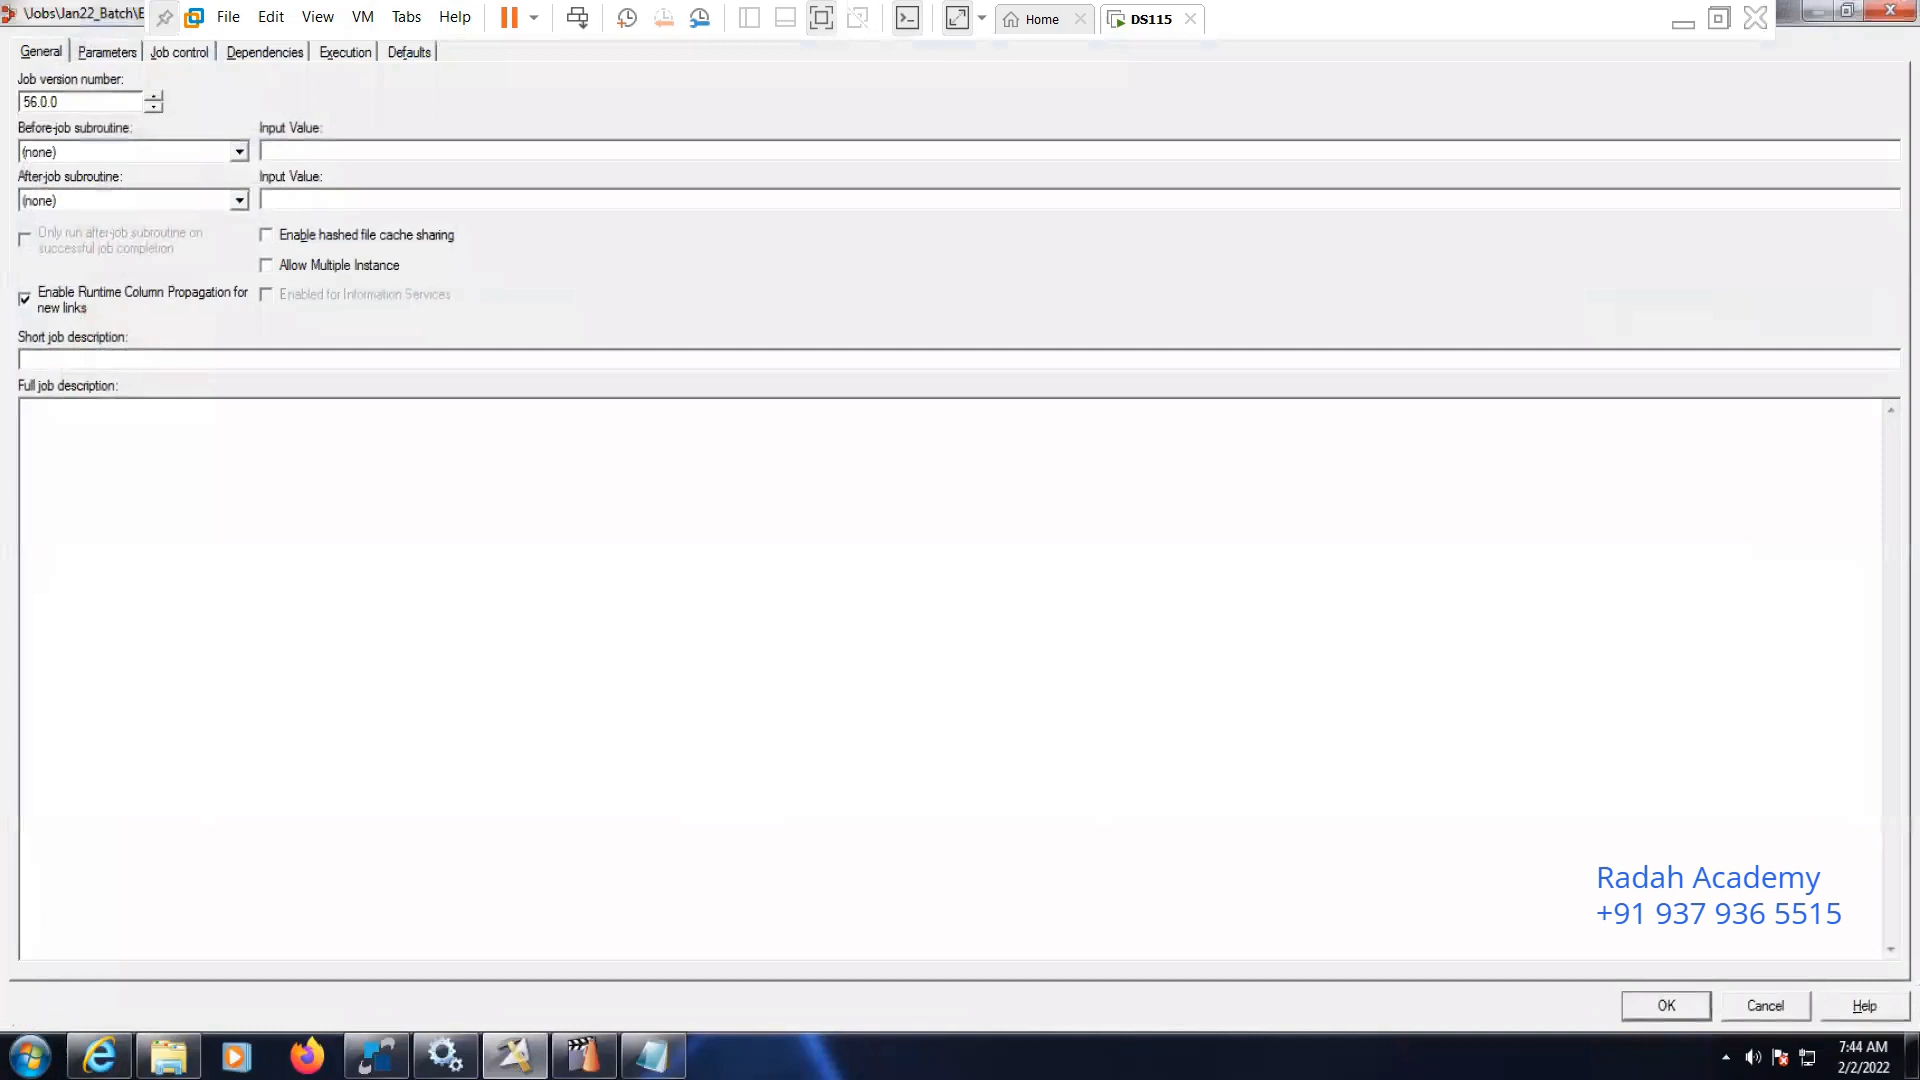 \Jobs\Jan22_Batch\E
File Edit View VM Tabs Help
Home
DS115
General Parameters Job control Dependencies Execution Defaults
Job version number:
56.0.0
Before-job subroutine: Input Value:
(none)
After-job subroutine: Input Value:
(none)
Only run after-job subroutine on
successful job completion
Enable hashed file cache sharing
Allow Multiple Instance
Enable Runtime Column Propagation for
new links
Enabled for Information Services
Short job description:
Full job description:
Radah Academy
+91 937 936 5515
OK Cancel Help
7:44 AM
2/2/2022